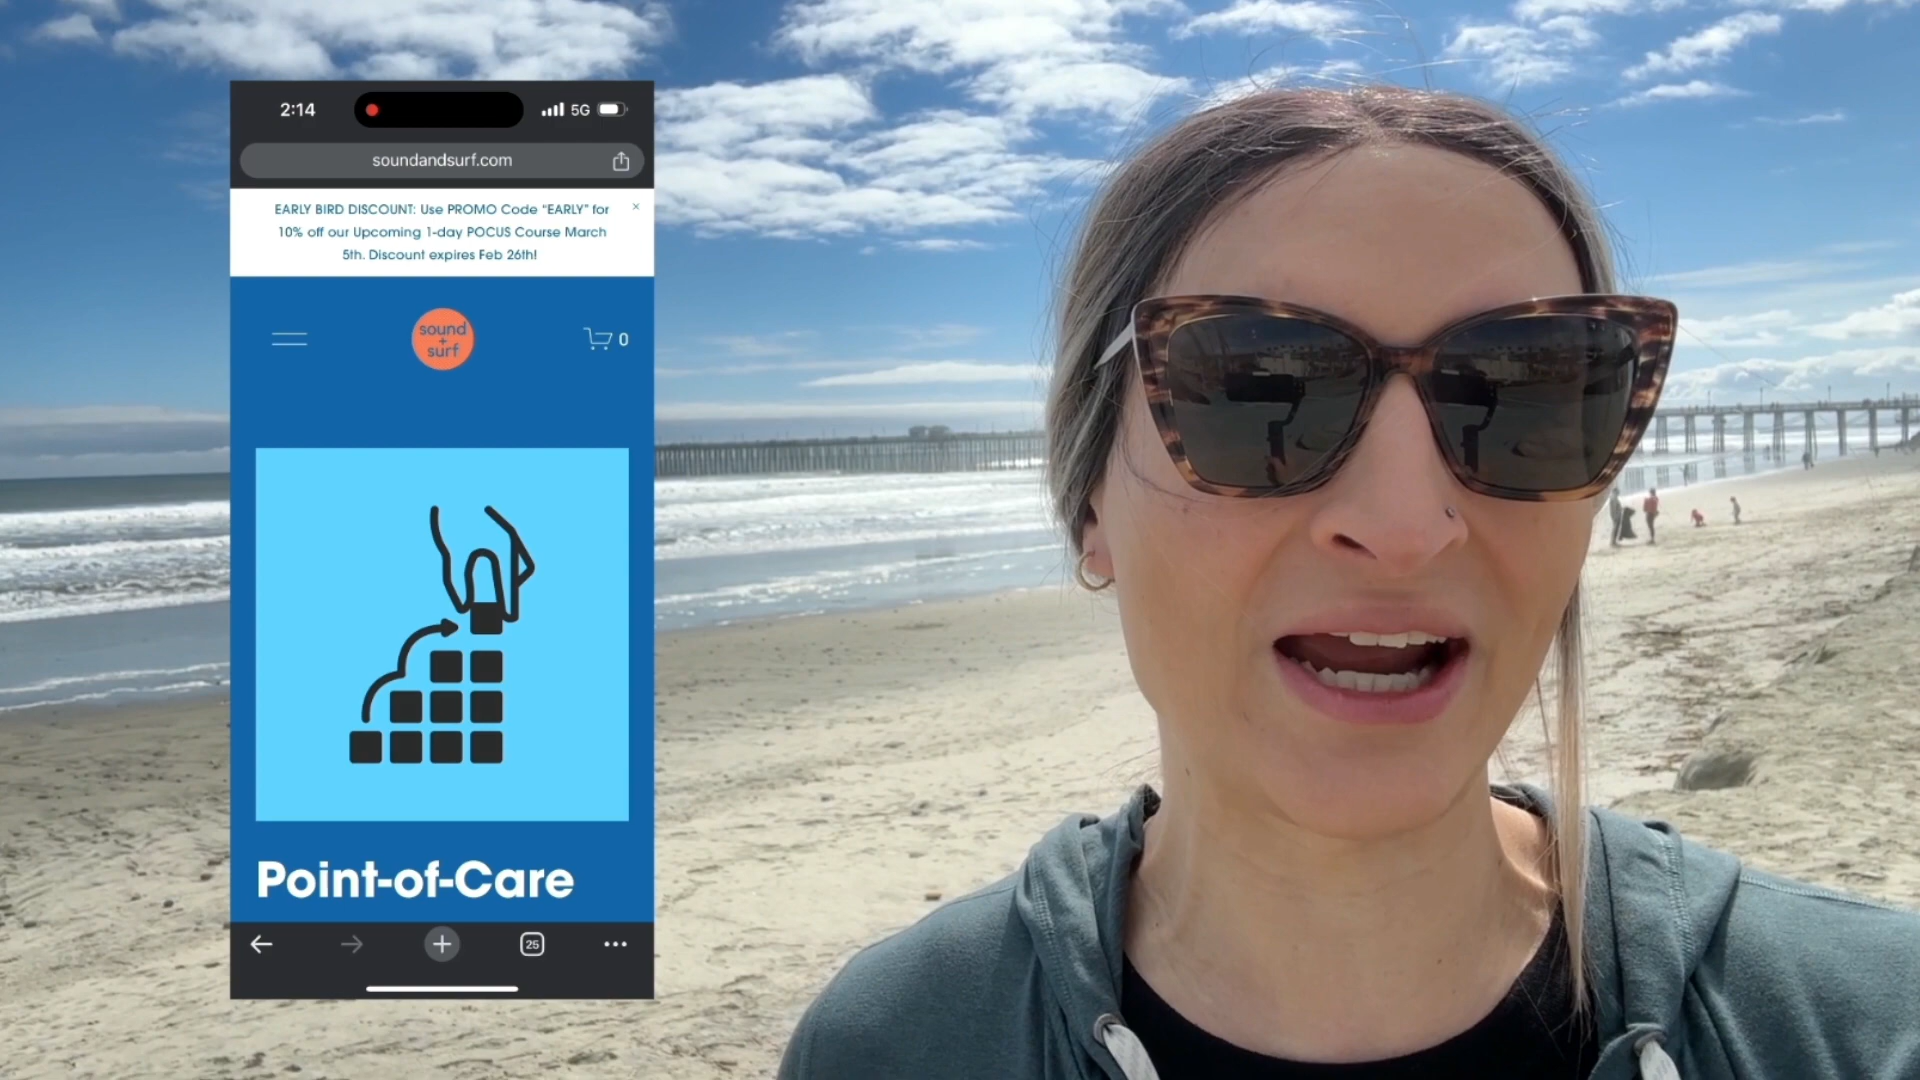 2:14
5G
soundandsurf.com
EARLY BIRD DISCOUNT: Use PROMO Code “EARLY” for
10% off our Upcoming 1-day POCUS Course March
5th. Discount expires Feb 26th!
sound
+
surf
0
Point-of-Care
25